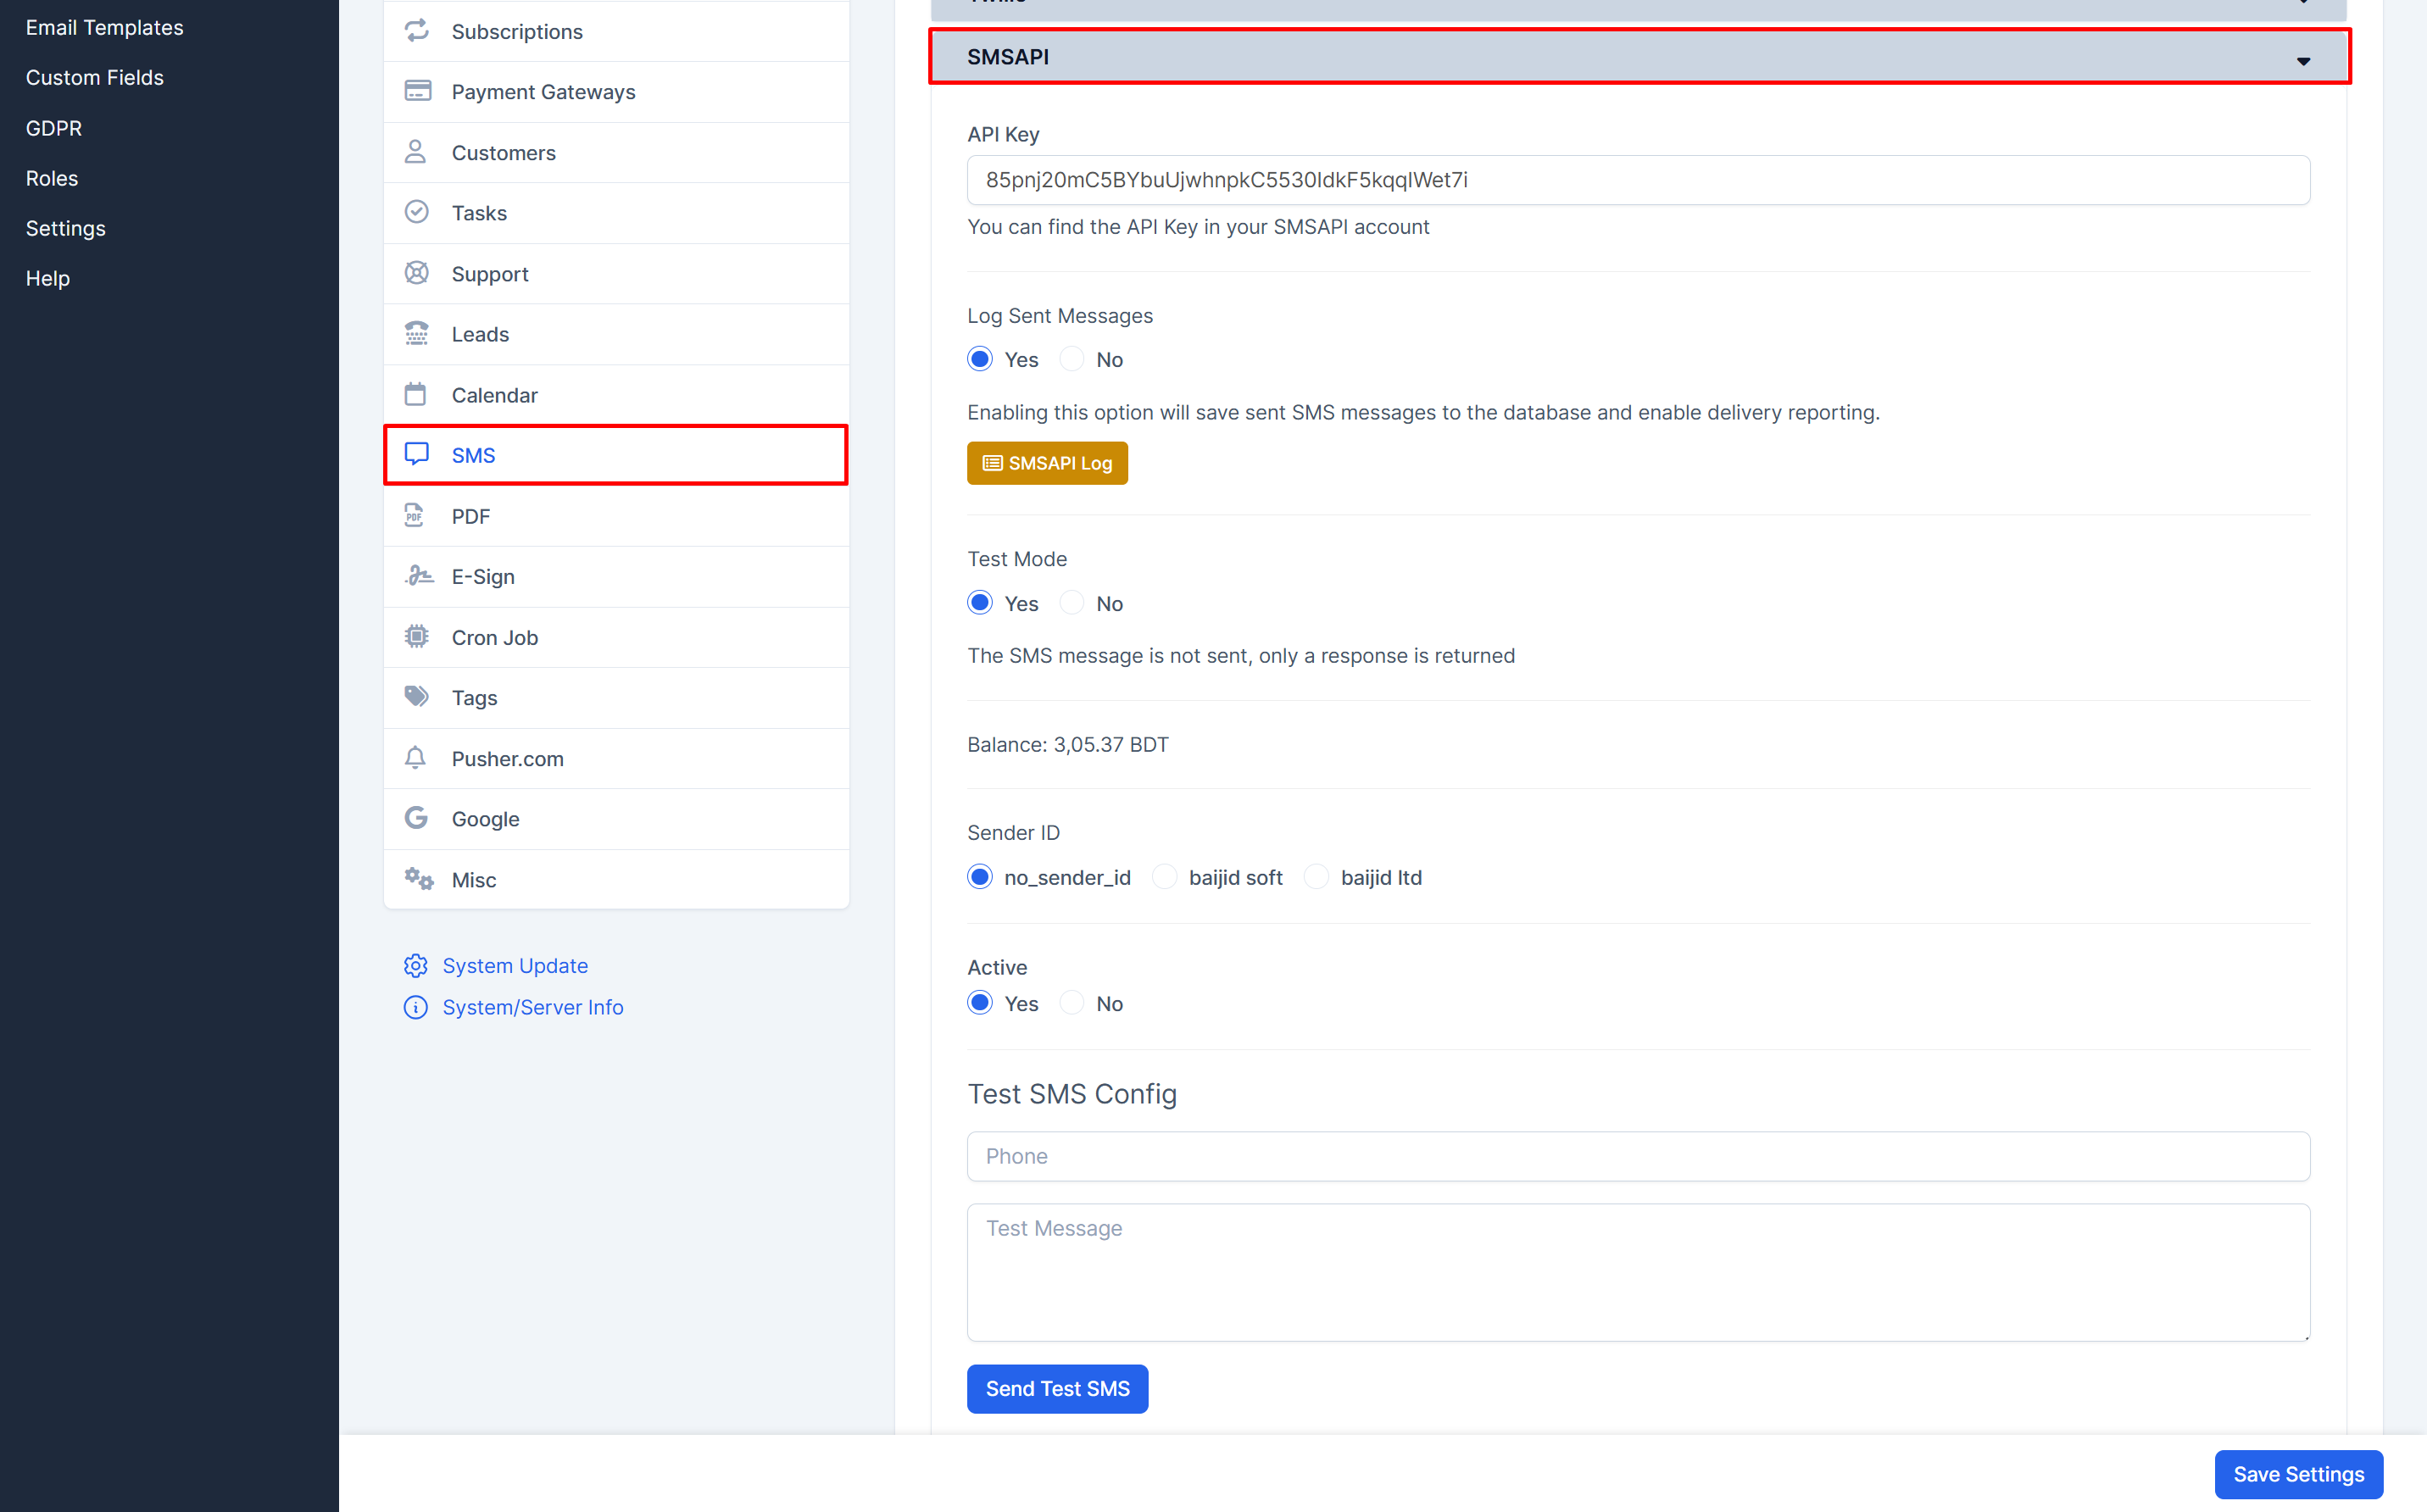 Email Templates
Custom Fields
GDPR
Roles
Settings
Help
Subscriptions
Payment Gateways
Customers
Tasks
Support
Leads
Calendar
SMS
PDF
E-Sign
Cron Job
Tags
Pusher.com
Google
Misc
System Update
System/Server Info
SMSAPI
API Key
You can find the API Key in your SMSAPI account
Log Sent Messages
Yes No
Enabling this option will save sent SMS messages to the database and enable delivery reporting.
SMSAPI Log
Test Mode
Yes No
The SMS message is not sent, only a response is returned
Balance: 3,05.37 BDT
Sender ID
no_sender_id baijid soft baijid ltd
Active
Yes No
Test SMS Config
Phone
Test Message
Send Test SMS
Save Settings